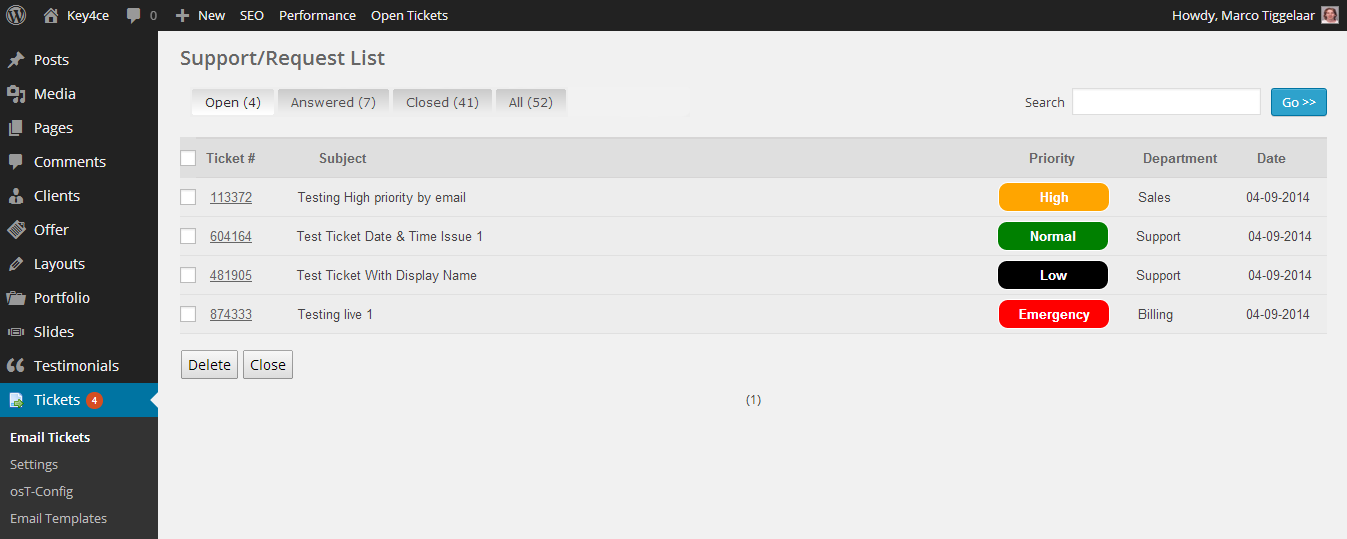 Key4ce 0 New SEO Performance Open Tickets Howdy, Marco Tiggelaar
Posts
Media
Pages
Comments
Clients
Offer
Layouts
Portfolio
Slides
Testimonials
Tickets 4
Email Tickets
Settings
osT-Config
Email Templates
Support/Request List
Open (4) Answered (7) Closed (41) All (52) Search Go >>
Ticket # Subject Priority Department Date
113372 Testing High priority by email High Sales 04-09-2014
604164 Test Ticket Date & Time Issue 1 Normal Support 04-09-2014
481905 Test Ticket With Display Name Low Support 04-09-2014
874333 Testing live 1 Emergency Billing 04-09-2014
Delete Close
(1)